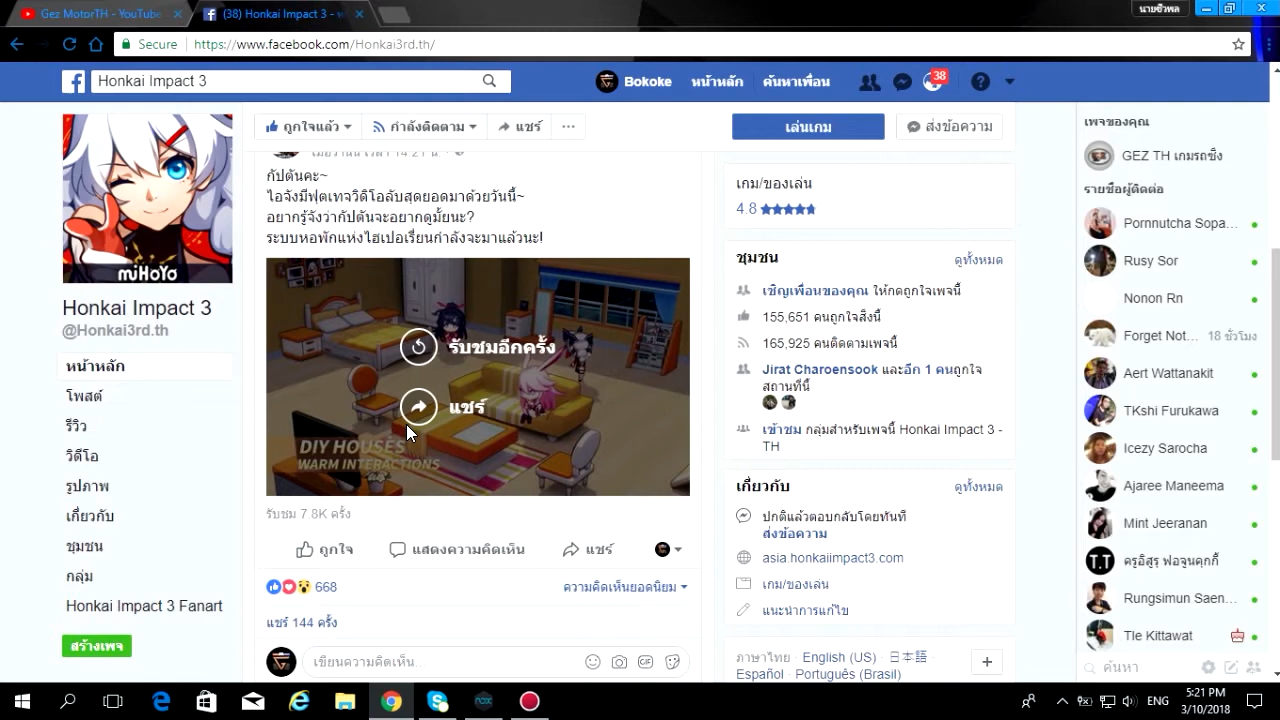 Gez MotorTH - YouTube
(38) Honkai Impact 3 -
นายชิวพล
Secure
https://www.facebook.com/Honkai3rd.th/
Honkai Impact 3
Bokoke
หน้าหลัก
ค้นหาเพื่อน
38
ถูกใจแล้ว
กำลังติดตาม
แชร์
เล่นเกม
ส่งข้อความ
miHoYo
Honkai Impact 3
@Honkai3rd.th
หน้าหลัก
โพสต์
รีวิว
วิดีโอ
รูปภาพ
เกี่ยวกับ
ชุมชน
กลุ่ม
Honkai Impact 3 Fanart
สร้างเพจ
กัปตันคะ~
ไอจังมีฟุตเทจวิดิโอลับสุดยอดมาด้วยวันนี้~
อยากรู้จังว่ากัปตันจะอยากดูมั้ยนะ?
ระบบหอพักแห่งไฮเปอเรี่ยนกำลังจะมาแล้วนะ!
รับชมอีกครั้ง
แชร์
DIY HOUSES
WARM INTERACTIONS
รับชม 7.8K ครั้ง
ถูกใจ
แสดงความคิดเห็น
แชร์
668
ความคิดเห็นยอดนิยม
แชร์ 144 ครั้ง
เขียนความคิดเห็น...
เกม/ของเล่น
4.8
ชุมชน
ดูทั้งหมด
เชิญเพื่อนของคุณ ให้กดถูกใจเพจนี้
155,651 คนถูกใจสิ่งนี้
165,925 คนติดตามเพจนี้
Jirat Charoensook และอีก 1 คนถูกใจ
สถานที่นี้
เข้าชม กลุ่มสำหรับเพจนี้ Honkai Impact 3 -
TH
เกี่ยวกับ
ดูทั้งหมด
ปกติแล้วตอบกลับโดยทันที
ส่งข้อความ
asia.honkaiimpact3.com
เกม/ของเล่น
แนะนำการแก้ไข
ภาษาไทย
English (US)
日本語
Español
Português (Brasil)
เพจของคุณ
GEZ TH เกมรถซิ่ง
รายชื่อผู้ติดต่อ
Pornnutcha Sopa...
Rusy Sor
Nonon Rn
Forget Not...
18 ชั่วโมง
Aert Wattanakit
TKshi Furukawa
Icezy Sarocha
Ajaree Maneema
Mint Jeeranan
T.T
ครูอิสุรุ ฟอจูนคุกกี้
Rungsimun Saen...
Tle Kittawat
ค้นหา
nox
ENG
5:21 PM
3/10/2018